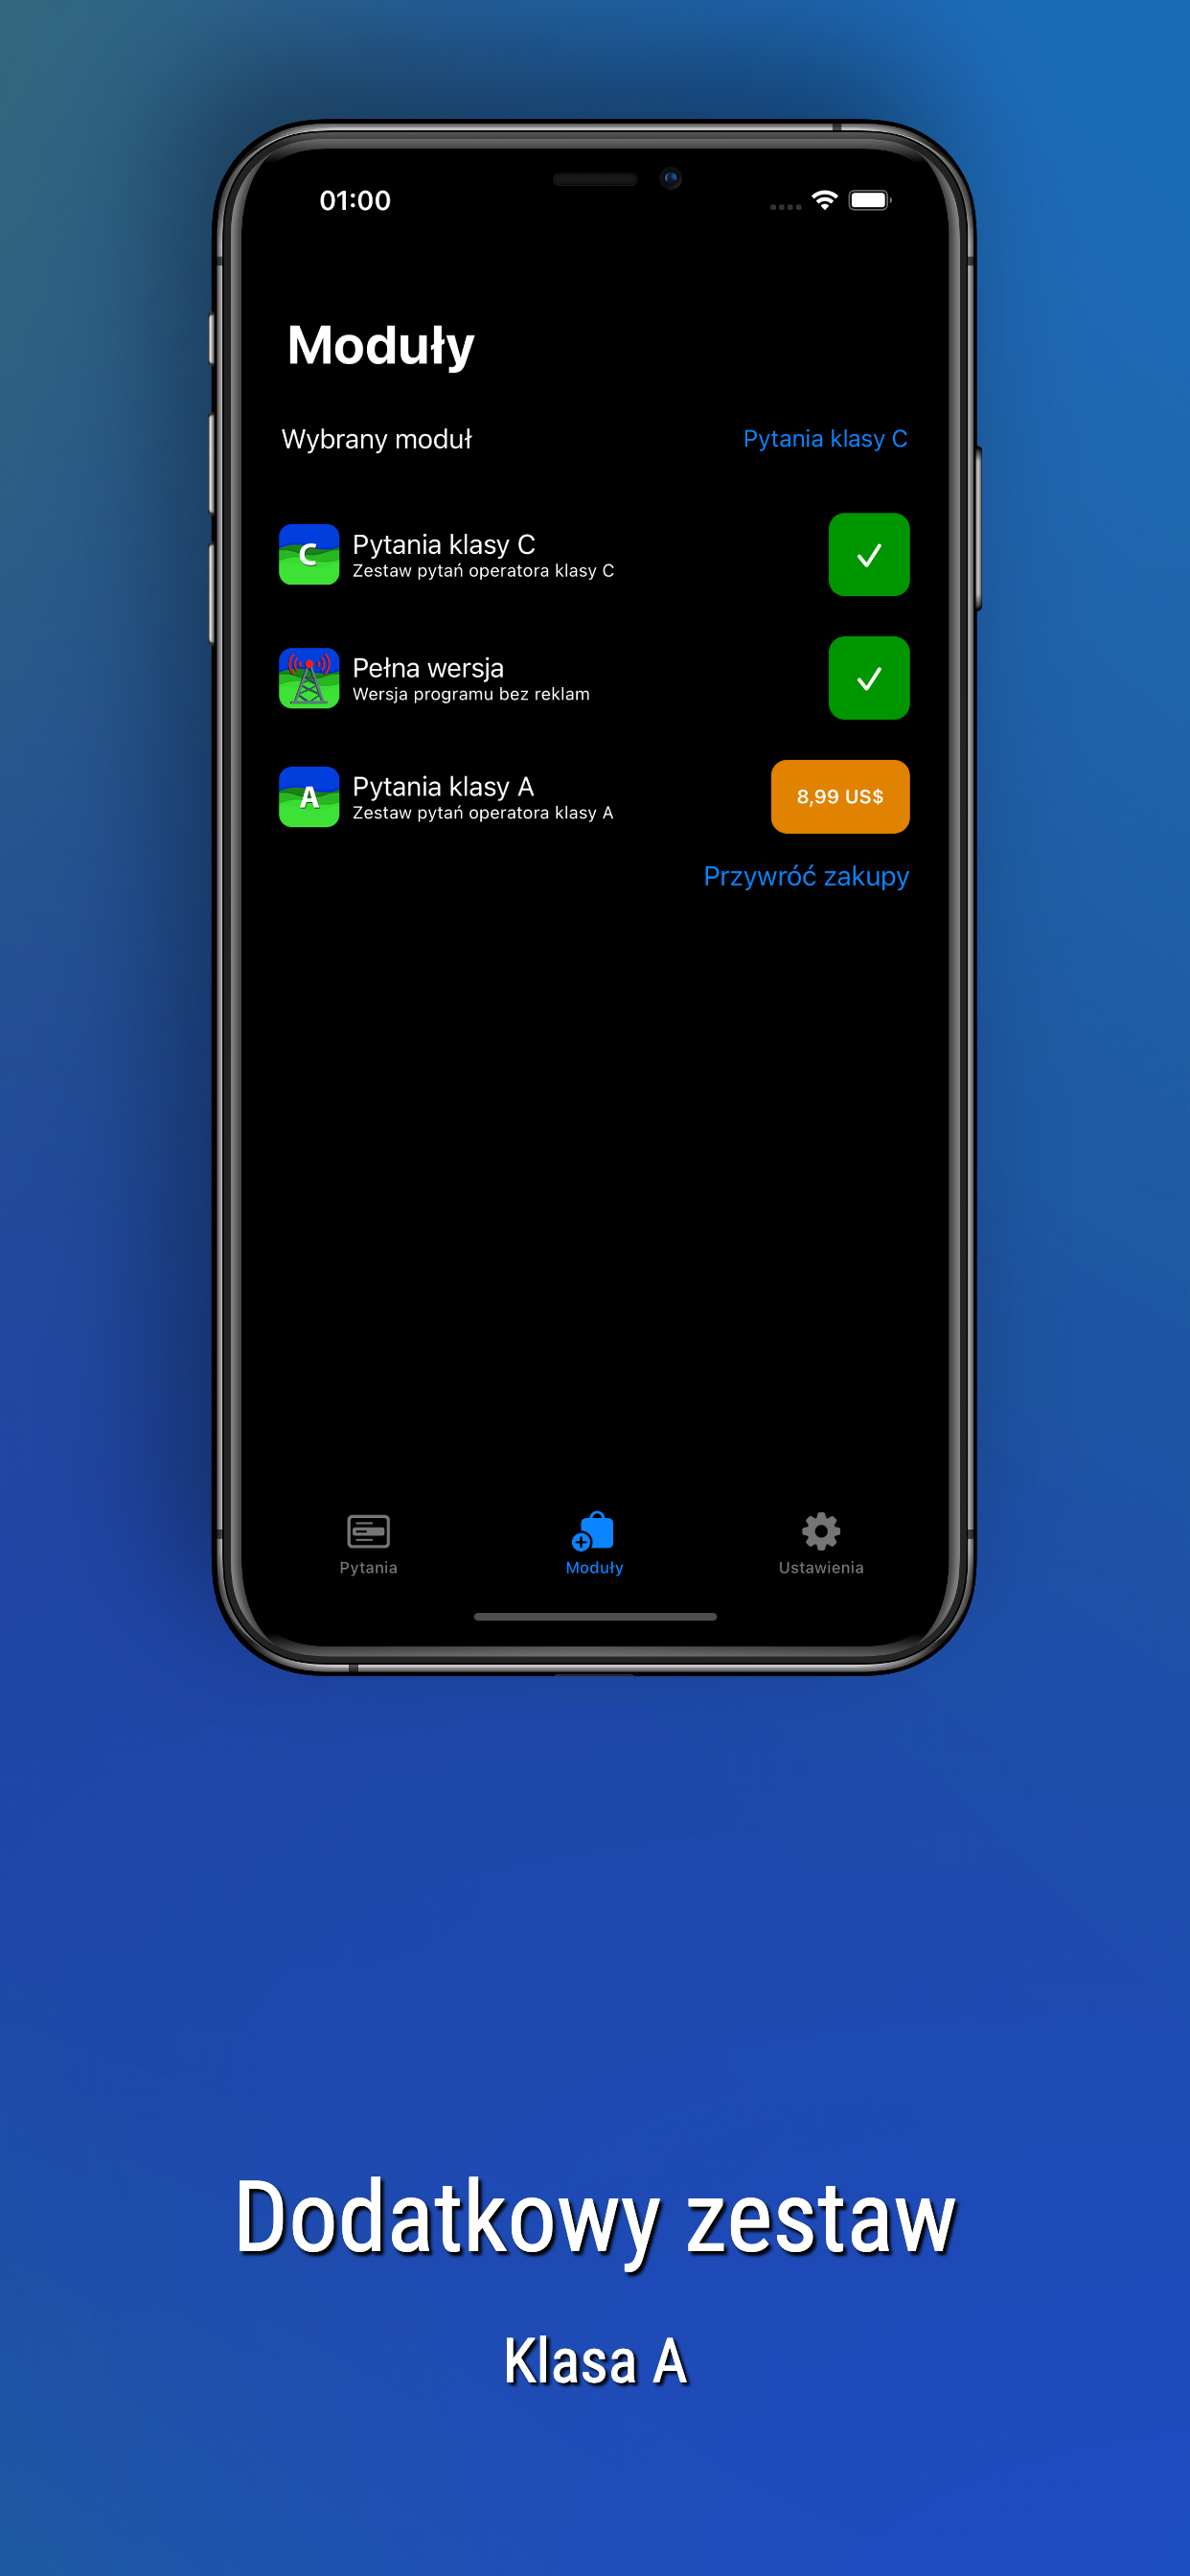 01:00
Moduły
Wybrany moduł
Pytania klasy C
C
Pytania klasy C
Zestaw pytań operatora klasy C
Pełna wersja
Wersja programu bez reklam
A
Pytania klasy A
Zestaw pytań operatora klasy A
8,99 US$
Przywróć zakupy
Pytania
Moduły
Ustawienia
Dodatkowy zestaw
Klasa A